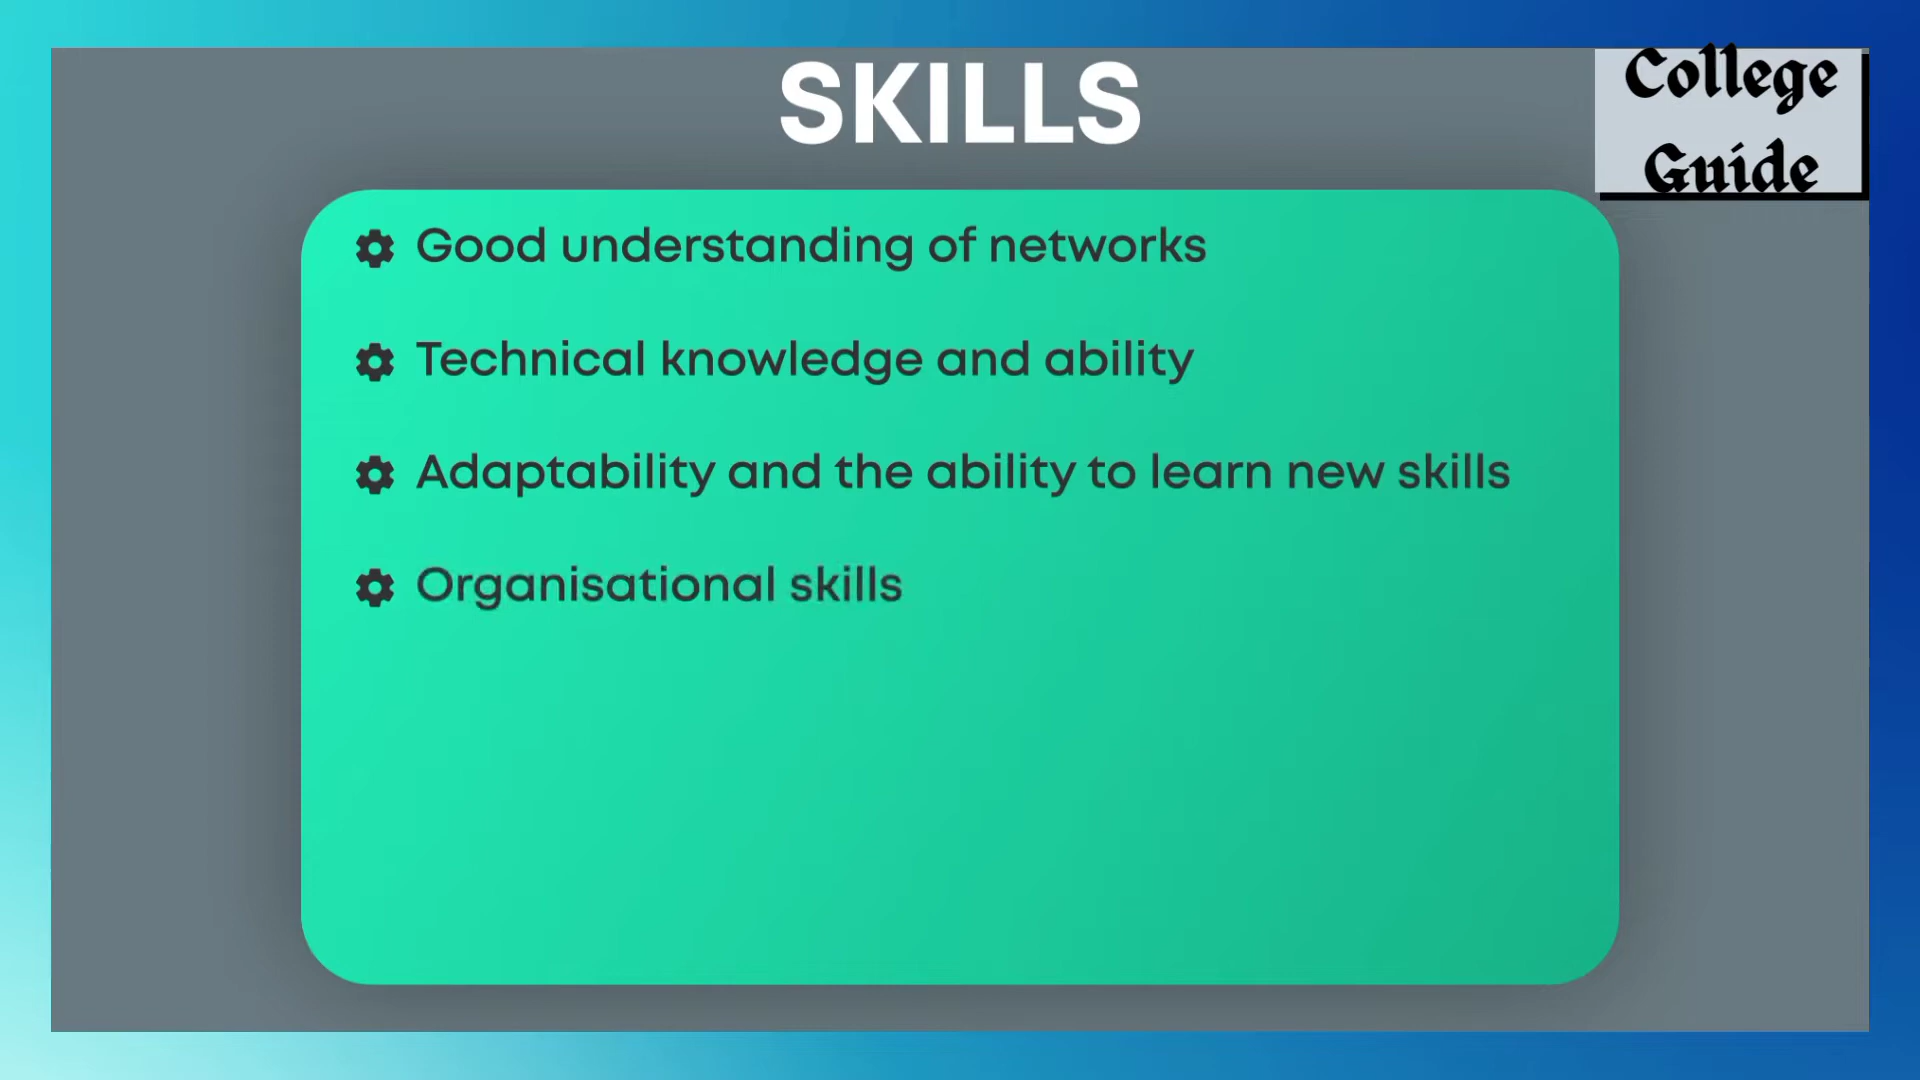 SKILLS
College
Guide
Good understanding of networks
Technical knowledge and ability
Adaptability and the ability to learn new skills
Organisational skills